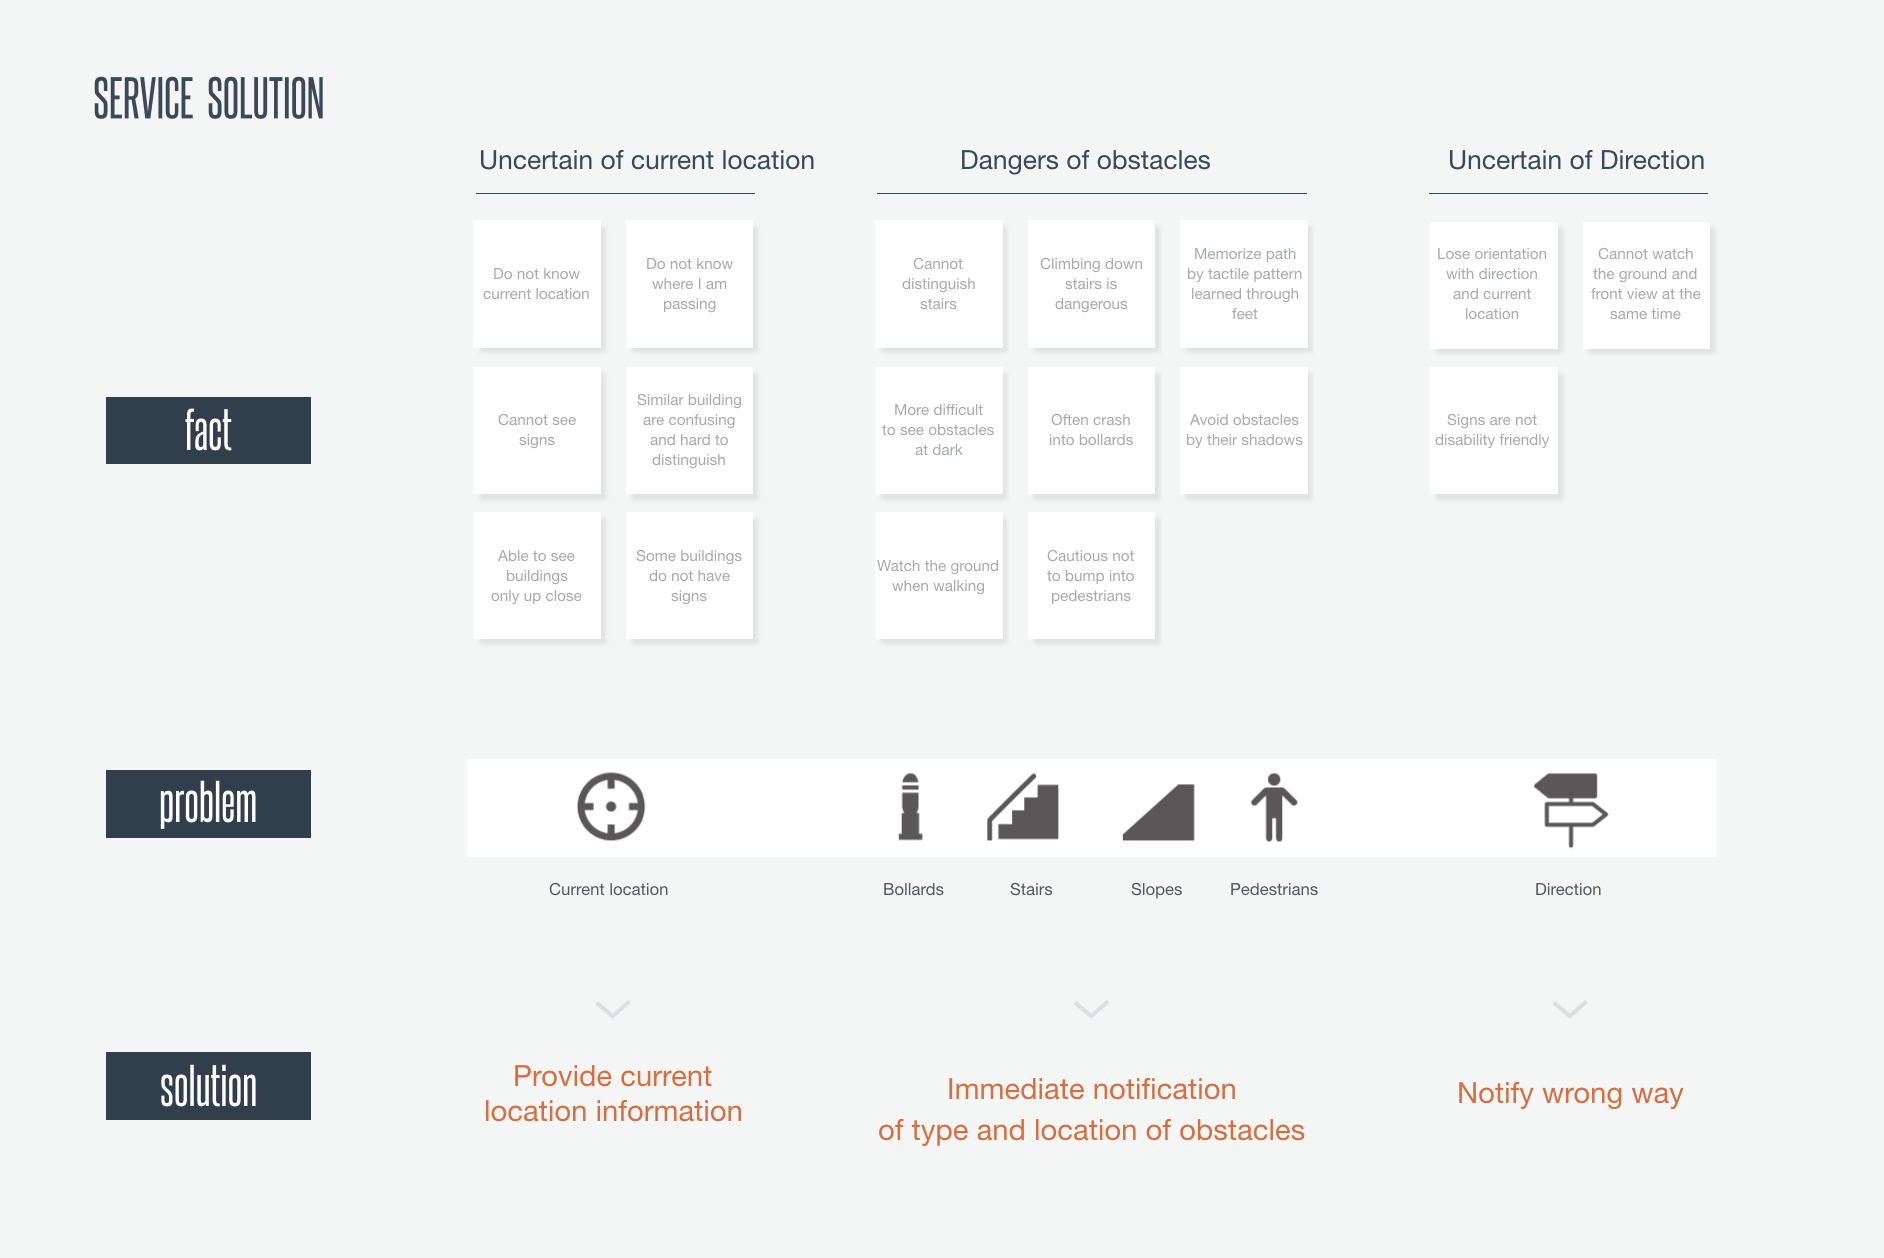 SERVICE SOLUTION
Uncertain of current location
Dangers of obstacles
Uncertain of Direction
fact
Do not know
current location
Do not know
where I am
passing
Cannot see
signs
Similar building
are confusing
and hard to
distinguish
Able to see
buildings
only up close
Some buildings
do not have
signs
Cannot
distinguish
stairs
Climbing down
stairs is
dangerous
Memorize path
by tactile pattern
learned through
feet
More difficult
to see obstacles
at dark
Often crash
into bollards
Avoid obstacles
by their shadows
Watch the ground
when walking
Cautious not
to bump into
pedestrians
Lose orientation
with direction
and current
location
Cannot watch
the ground and
front view at the
same time
Signs are not
disability friendly
problem
Current location
Bollards
Stairs
Slopes
Pedestrians
Direction
solution
Provide current
location information
Immediate notification
of type and location of obstacles
Notify wrong way